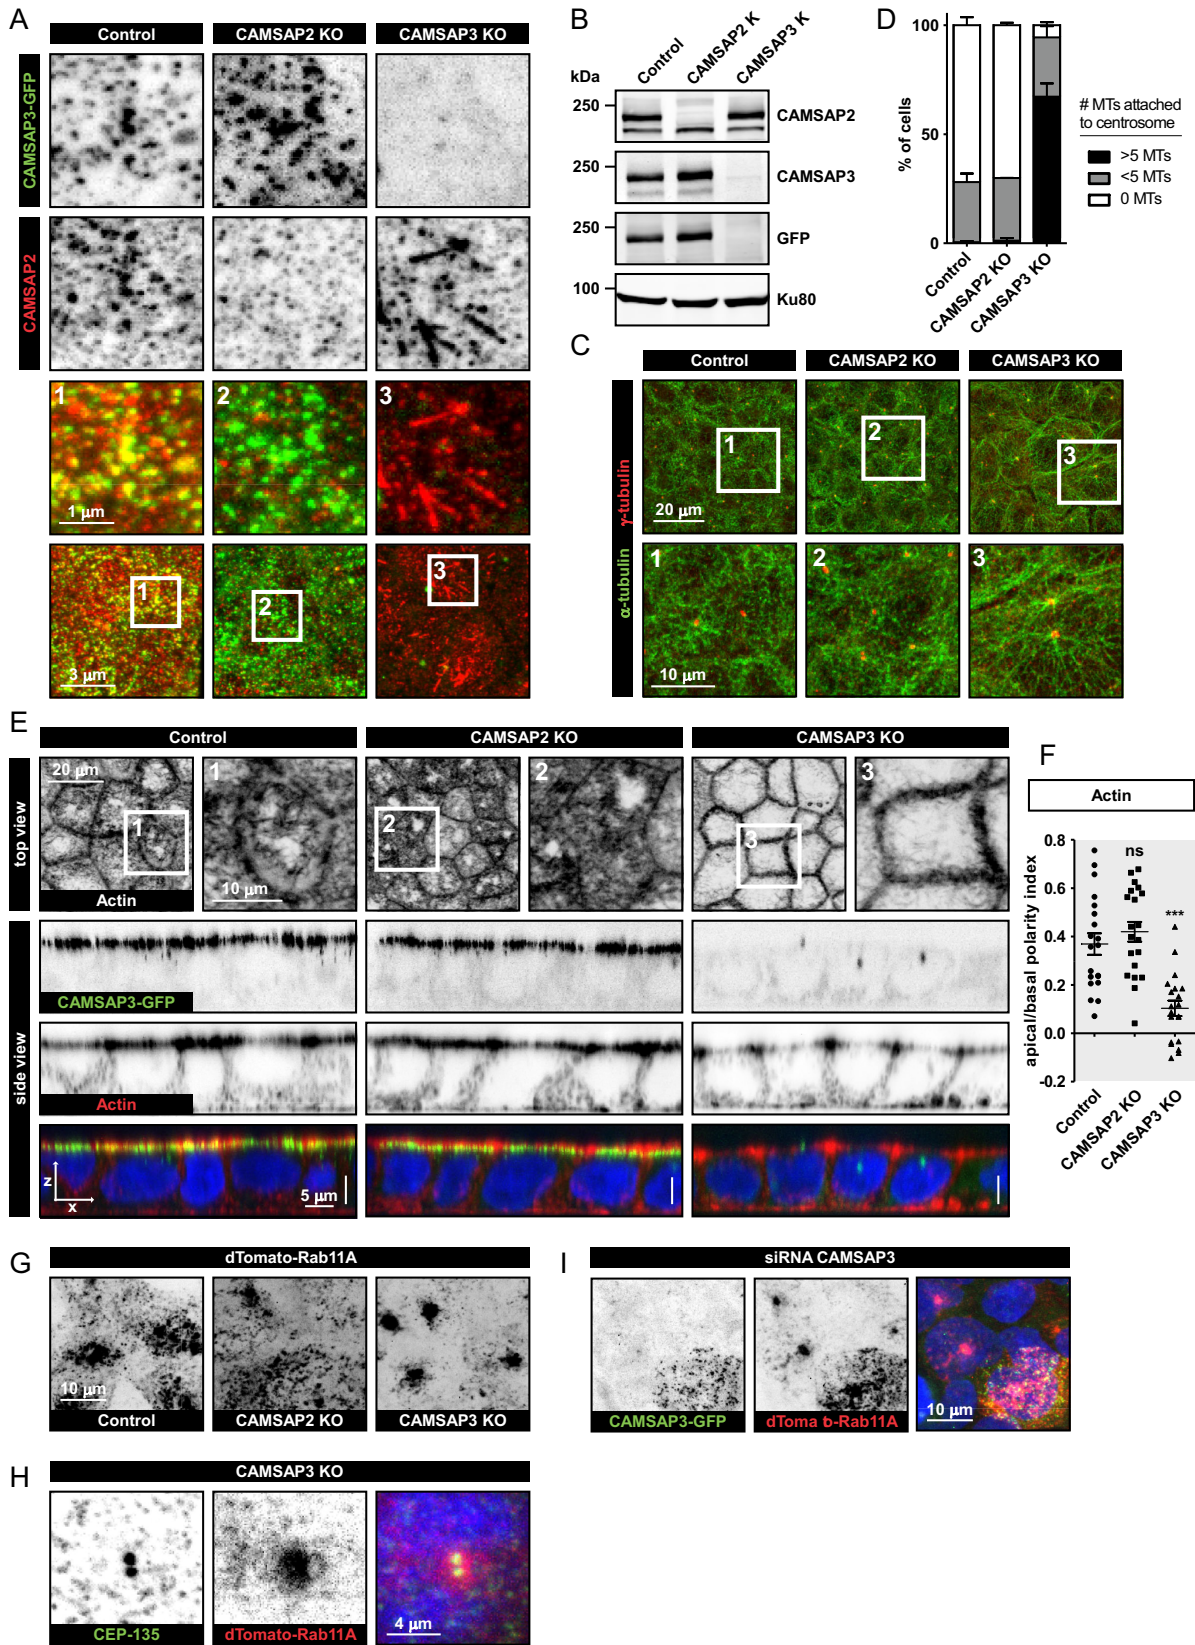 A
Control
CAMSAP2 KO
CAMSAP3 KO
CAMSAP3-GFP
CAMSAP2
1
2
3
1 µm
1
2
3
3 µm
B
Control
CAMSAP2 K
CAMSAP3 K
kDa
250
CAMSAP2
250
CAMSAP3
250
GFP
100
Ku80
D
% of cells
100
50
0
Control
CAMSAP2 KO
CAMSAP3 KO
# MTs attached
to centrosome
>5 MTs
<5 MTs
0 MTs
C
Control
CAMSAP2 KO
CAMSAP3 KO
γ-tubulin
α-tubulin
1
2
3
20 µm
1
2
3
10 µm
E
Control
CAMSAP2 KO
CAMSAP3 KO
top view
20 µm
1
1
2
2
3
3
Actin
10 µm
side view
CAMSAP3-GFP
Actin
z
x
5 µm
F
Actin
apical/basal polarity index
0.8
0.6
0.4
0.2
0.0
-0.2
ns
***
Control
CAMSAP2 KO
CAMSAP3 KO
G
dTomato-Rab11A
10 µm
Control
CAMSAP2 KO
CAMSAP3 KO
I
siRNA CAMSAP3
CAMSAP3-GFP
dToma b-Rab11A
10 µm
H
CAMSAP3 KO
CEP-135
dTomato-Rab11A
4 µm